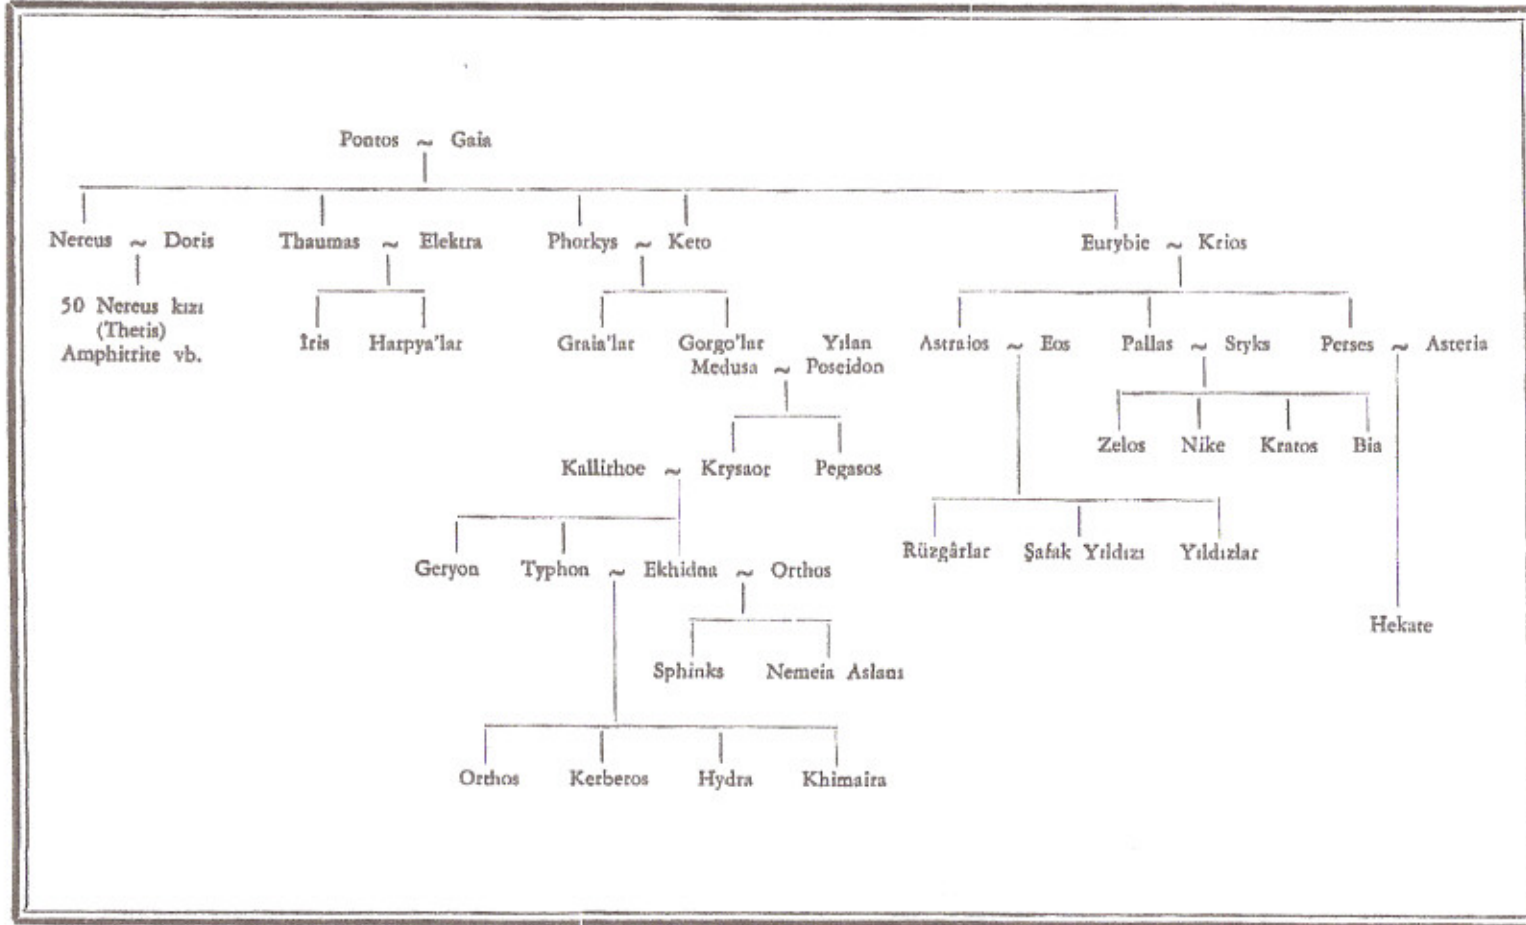 Pontos ~ Gaia
Nereus ~ Doris Thaumas ~ Elektra Phorkys ~ Keto Eurybie ~ Krios
50 Nereus kızı
(Thetis)
Amphitrite vb.
İris Harpya'lar Graia'lar Gorgo'lar Yılan Astraios ~ Eos Pallas ~ Styks Perses ~ Asteria
Medusa ~ Poseidon
Zelos Nike Kratos Bia
Kallirhoe ~ Krysaor Pegasos
Rüzgârlar Şafak Yıldızı Yıldızlar
Geryon Typhon ~ Ekhidna ~ Orthos
Hekate
Sphinks Nemeia Aslanı
Orthos Kerberos Hydra Khimaira